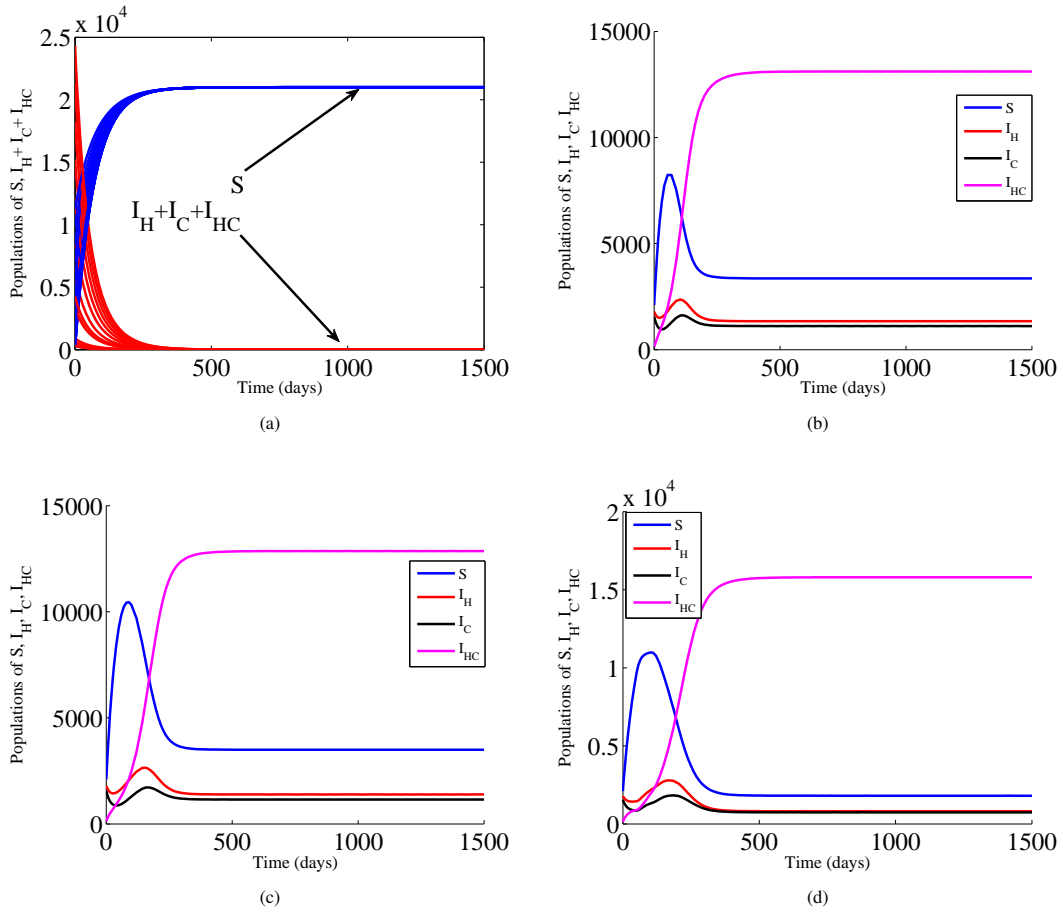 x 10^4
2.5
2
1.5
1
0.5
0
0 500 1000 1500
Populations of S, I_H+ I_C+ I_HC
Time (days)
S
I_H+I_C+I_HC
(a)
15000
10000
5000
0
0 500 1000 1500
Populations of S, I_H, I_C, I_HC
Time (days)
S
I_H
I_C
I_HC
(b)
15000
10000
5000
0
0 500 1000 1500
Populations of S, I_H, I_C, I_HC
Time (days)
S
I_H
I_C
I_HC
(c)
x 10^4
2
1.5
1
0.5
0
0 500 1000 1500
Populations of S, I_H, I_C, I_HC
Time (days)
S
I_H
I_C
I_HC
(d)